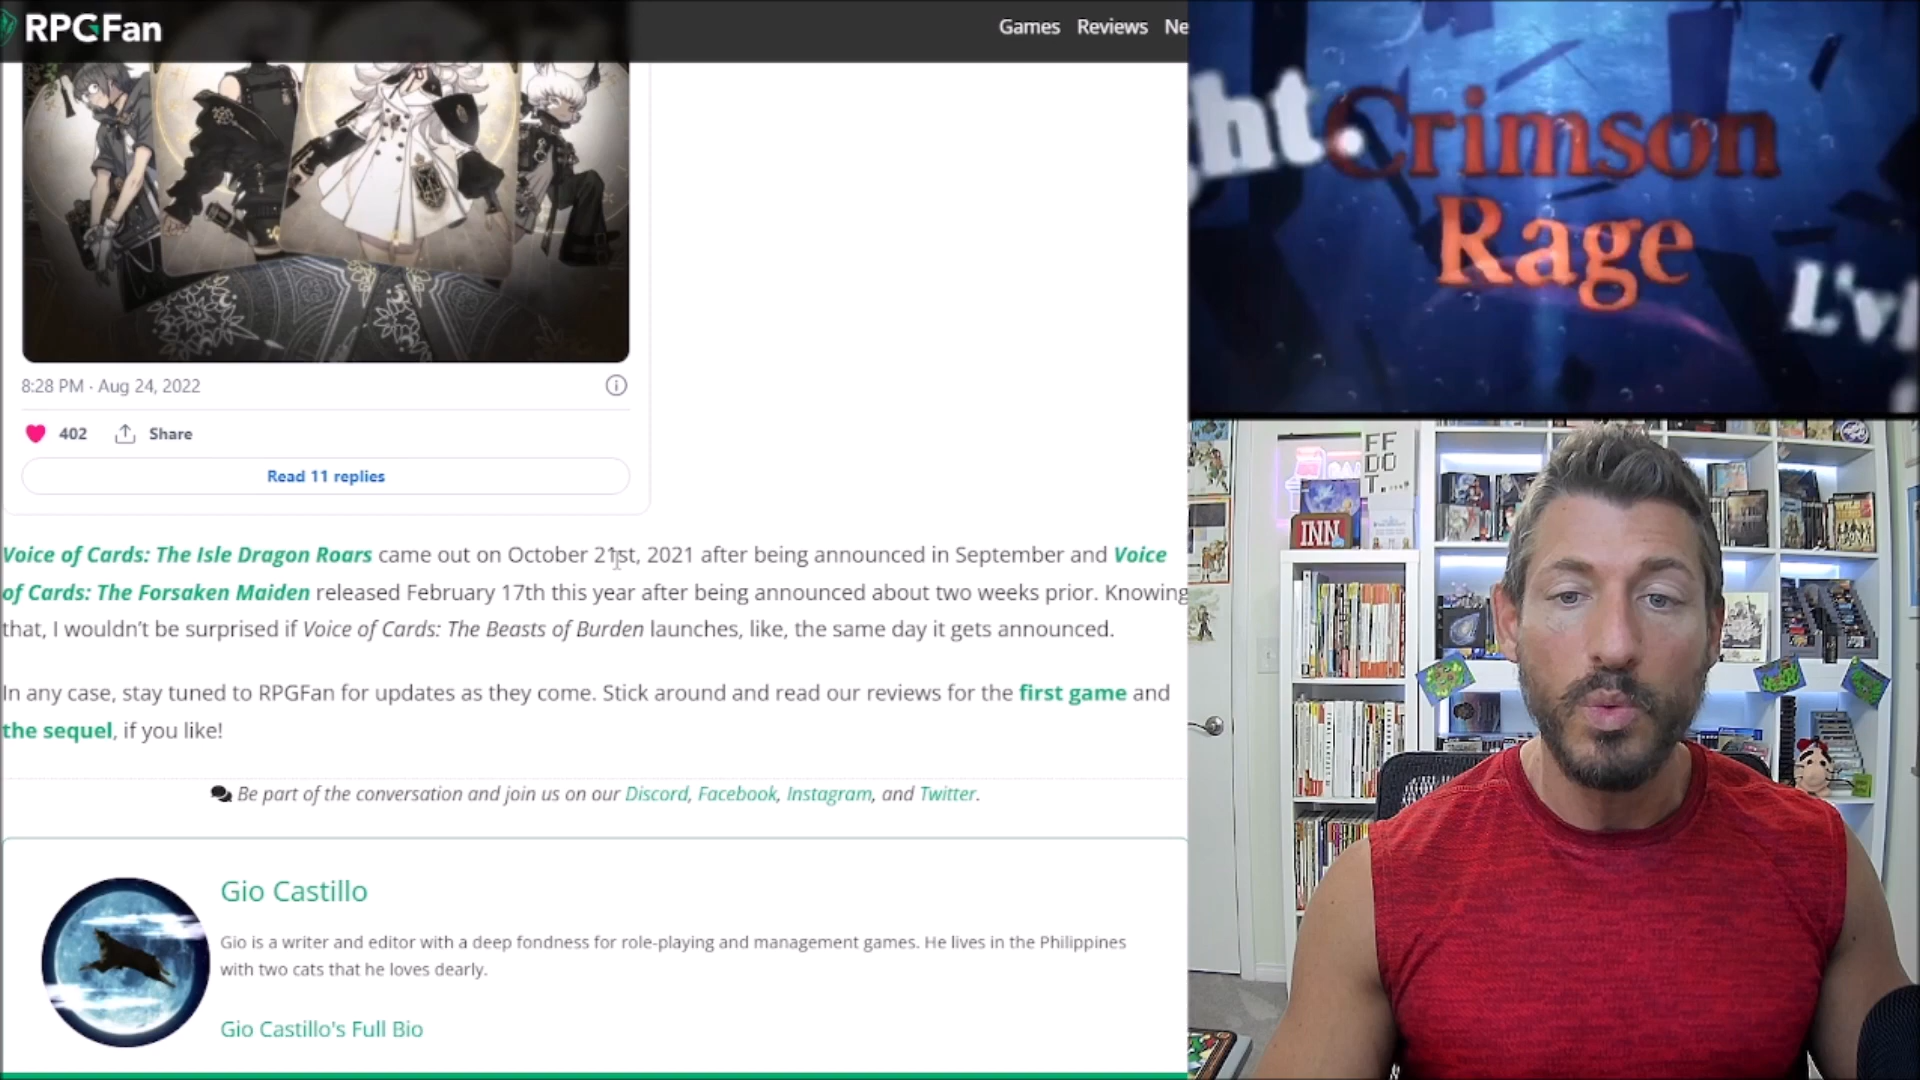 RPGFan
Games Reviews Ne
8:28 PM · Aug 24, 2022
402 Share
Read 11 replies
Voice of Cards: The Isle Dragon Roars came out on October 21st, 2021 after being announced in September and Voice
of Cards: The Forsaken Maiden released February 17th this year after being announced about two weeks prior. Knowing
that, I wouldn't be surprised if Voice of Cards: The Beasts of Burden launches, like, the same day it gets announced.
In any case, stay tuned to RPGFan for updates as they come. Stick around and read our reviews for the first game and
the sequel, if you like!
Be part of the conversation and join us on our Discord, Facebook, Instagram, and Twitter.
Gio Castillo
Gio is a writer and editor with a deep fondness for role-playing and management games. He lives in the Philippines
with two cats that he loves dearly.
Gio Castillo's Full Bio
ght.
Crimson
Rage
Lv
FF
DO
T
INN